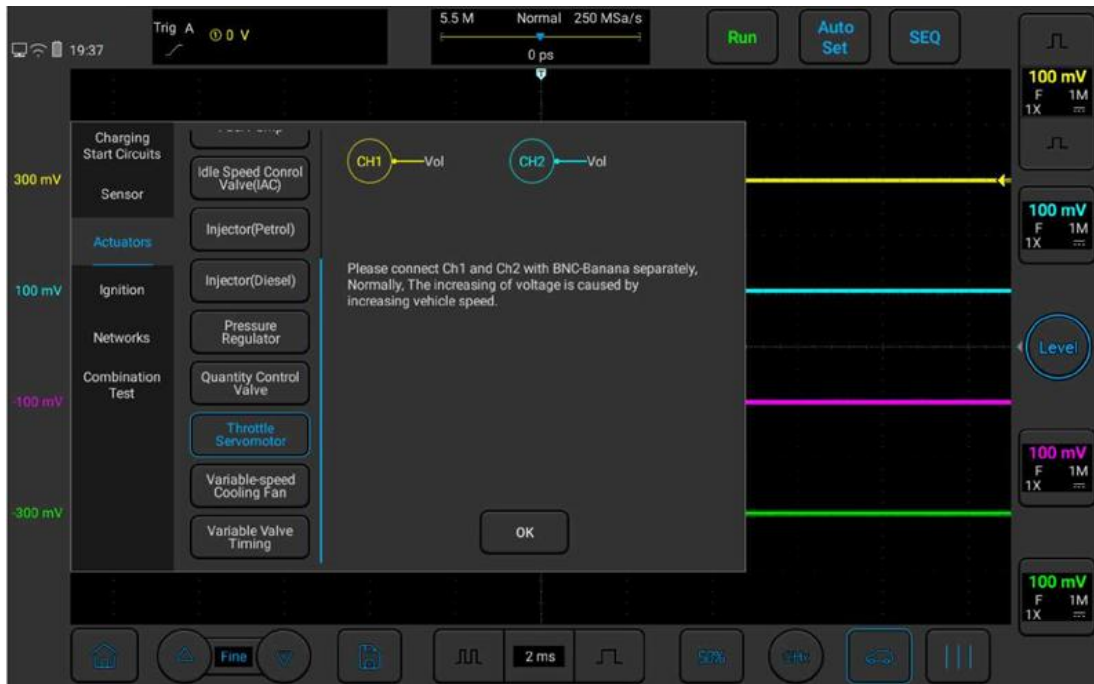 19:37
Trig A
① 0 V
5.5 M Normal 250 MSa/s
0 ps
T
Run
Auto
Set
SEQ
100 mV
F 1M
1X
100 mV
F 1M
1X
Level
100 mV
F 1M
1X
100 mV
F 1M
1X
300 mV
100 mV
-100 mV
-300 mV
Charging
Start Circuits
Sensor
Actuators
Ignition
Networks
Combination
Test
Idle Speed Conrol
Valve(IAC)
Injector(Petrol)
Injector(Diesel)
Pressure
Regulator
Quantity Control
Valve
Throttle
Servomotor
Variable-speed
Cooling Fan
Variable Valve
Timing
CH1 Vol
CH2 Vol
Please connect Ch1 and Ch2 with BNC-Banana separately,
Normally, The increasing of voltage is caused by
increasing vehicle speed.
OK
Fine
2 ms
50%